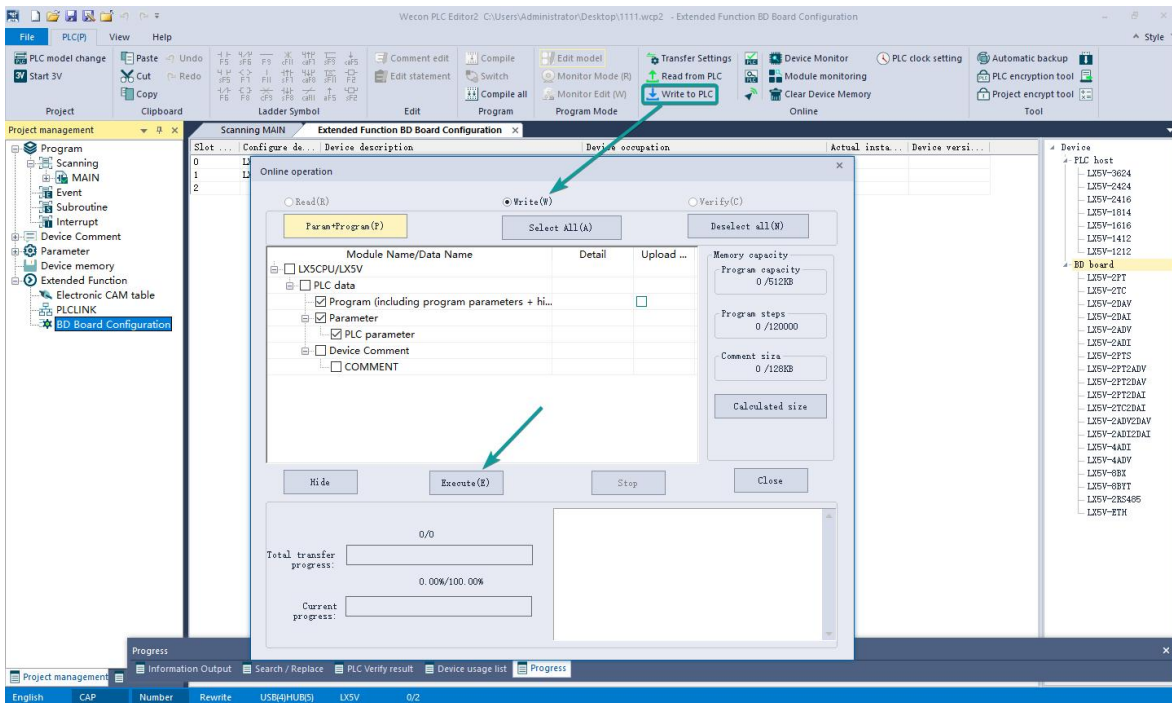 Wecon PLC Editor2 C:\Users\Administrator\Desktop\1111.wcp2 - Extended Function BD Board Configuration
File PLC(P) View Help
Style
PLC model change
Start 3V
Project
Paste Undo
Cut Redo
Copy
Clipboard
Ladder Symbol
Comment edit
Edit statement
Edit
Compile
Switch
Compile all
Program
Edit model
Monitor Mode (R)
Monitor Edit (W)
Program Mode
Transfer Settings
Read from PLC
Write to PLC
Device Monitor
Module monitoring
Clear Device Memory
PLC clock setting
Online
Automatic backup
PLC encryption tool
Project encrypt tool
Tool
Project management
Program
Scanning
MAIN
Event
Subroutine
Interrupt
Device Comment
Parameter
Device memory
Extended Function
Electronic CAM table
PLCLINK
BD Board Configuration
Scanning MAIN Extended Function BD Board Configuration
Slot ... Configure de... Device description Device occupation Actual insta... Device versi...
0
1
2
Online operation
Read(R) Write(W) Verify(C)
Param+Program(P) Select All(A) Deselect all(N)
Module Name/Data Name Detail Upload ...
LX5CPU/LX5V
PLC data
Program (including program parameters + hi...
Parameter
PLC parameter
Device Comment
COMMENT
Memory capacity
Program capacity
0 /512KB
Program steps
0 /120000
Comment size
0 /128KB
Calculated size
Hide Execute(E) Stop Close
0/0
Total transfer
progress:
0.00%/100.00%
Current
progress:
Device
PLC host
LX5V-3624
LX5V-2424
LX5V-2416
LX5V-1814
LX5V-1616
LX5V-1412
LX5V-1212
BD board
LX5V-2PT
LX5V-2TC
LX5V-2DAV
LX5V-2DAI
LX5V-2ADV
LX5V-2ADI
LX5V-2PTS
LX5V-2PT2ADV
LX5V-2PT2DAV
LX5V-2PT2DAI
LX5V-2TC2DAI
LX5V-2ADV2DAV
LX5V-2ADI2DAI
LX5V-4ADI
LX5V-4ADV
LX5V-8BX
LX5V-8BYT
LX5V-2RS485
LX5V-ETH
Progress
Information Output Search / Replace PLC Verify result Device usage list Progress
Project management
English CAP Number Rewrite USB(4)HUB(5) LX5V 0/2